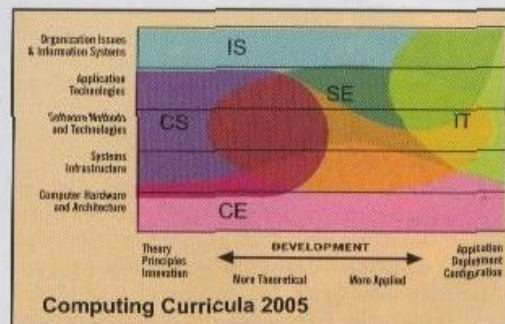 Organization Issues
& Information Systems
IS
Application
Technologies
SE
Software Methods
and Technologies
CS
IT
Systems
Infrastructure
Computer Hardware
and Architecture
CE
Theory
Principles
Innovation
DEVELOPMENT
Application
Deployment
Configuration
More Theoretical
More Applied
Computing Curricula 2005